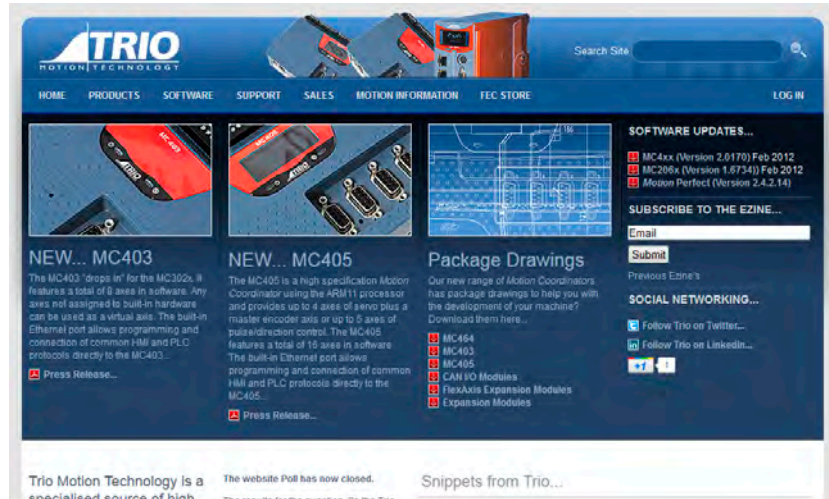 TRIO
MOTION TECHNOLOGY
Search Site
HOME PRODUCTS SOFTWARE SUPPORT SALES MOTION INFORMATION FEC STORE LOG IN
MC403
TRIO
MC405
TRIO
186
NEW... MC403
The MC403 "drops in" for the MC302x. It
features a total of 8 axes in software. Any
axes not assigned to built-in hardware
can be used as a virtual axis. The built-in
Ethernet port allows programming and
connection of common HMI and PLC
protocols directly to the MC403...
Press Release...
NEW... MC405
The MC405 is a high specification Motion
Coordinator using the ARM11 processor
and provides up to 4 axes of servo plus a
master encoder axis or up to 5 axes of
pulse/direction control. The MC405
features a total of 16 axes in software.
The built-in Ethernet port allows
programming and connection of common
HMI and PLC protocols directly to the
MC405...
Press Release...
Package Drawings
Our new range of Motion Coordinators
has package drawings to help you with
the development of your machine?
Download them here...
MC464
MC403
MC405
CAN I/O Modules
FlexAxis Expansion Modules
Expansion Modules
SOFTWARE UPDATES...
MC4xx (Version 2.0170) Feb 2012
MC206x (Version 1.6734)) Feb 2012
Motion Perfect (Version 2.4.2.14)
SUBSCRIBE TO THE EZINE...
Email
Submit
Previous Ezine's
SOCIAL NETWORKING...
Follow Trio on Twitter...
Follow Trio on LinkedIn...
+1
Trio Motion Technology is a
specialised source of high
The website Poll has now closed.
Snippets from Trio...